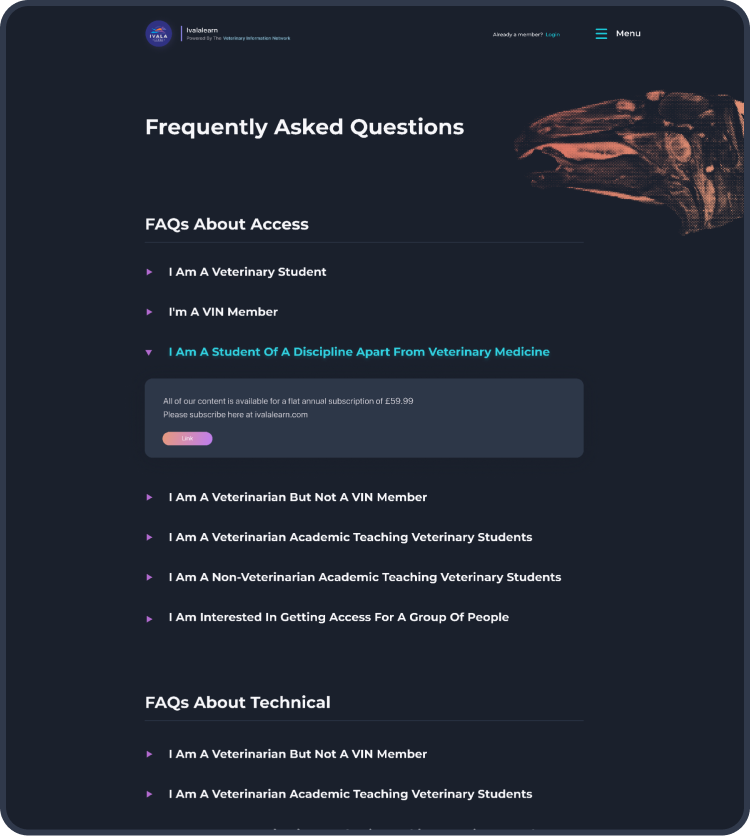 IVALA
Ivalalearn
Powered By The Veterinary Information Network
Already a member? Login
Menu
Frequently Asked Questions
FAQs About Access
I Am A Veterinary Student
I'm A VIN Member
I Am A Student Of A Discipline Apart From Veterinary Medicine
All of our content is available for a flat annual subscription of £59.99
Please subscribe here at ivalalearn.com
I Am A Veterinarian But Not A VIN Member
I Am A Veterinarian Academic Teaching Veterinary Students
I Am A Non-Veterinarian Academic Teaching Veterinary Students
I Am Interested In Getting Access For A Group Of People
FAQs About Technical
I Am A Veterinarian But Not A VIN Member
I Am A Veterinarian Academic Teaching Veterinary Students